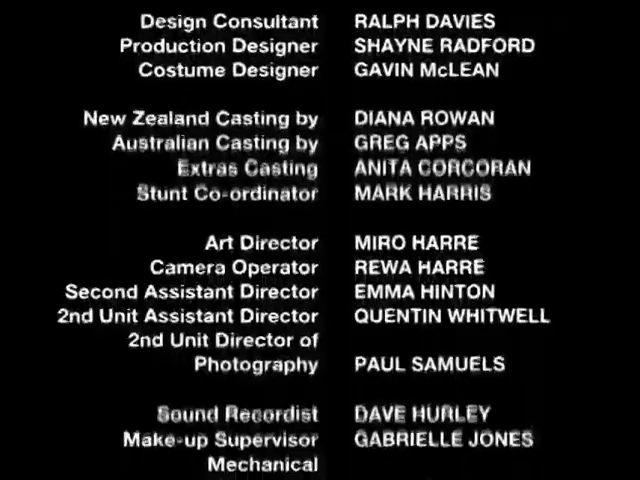 Design Consultant RALPH DAVIES
Production Designer SHAYNE RADFORD
Costume Designer GAVIN McLEAN
New Zealand Casting by DIANA ROWAN
Australian Casting by GREG APPS
Extras Casting ANITA CORCORAN
Stunt Co-ordinator MARK HARRIS
Art Director MIRO HARRE
Camera Operator REWA HARRE
Second Assistant Director EMMA HINTON
2nd Unit Assistant Director QUENTIN WHITWELL
2nd Unit Director of
Photography PAUL SAMUELS
Sound Recordist DAVE HURLEY
Make-up Supervisor GABRIELLE JONES
Mechanical